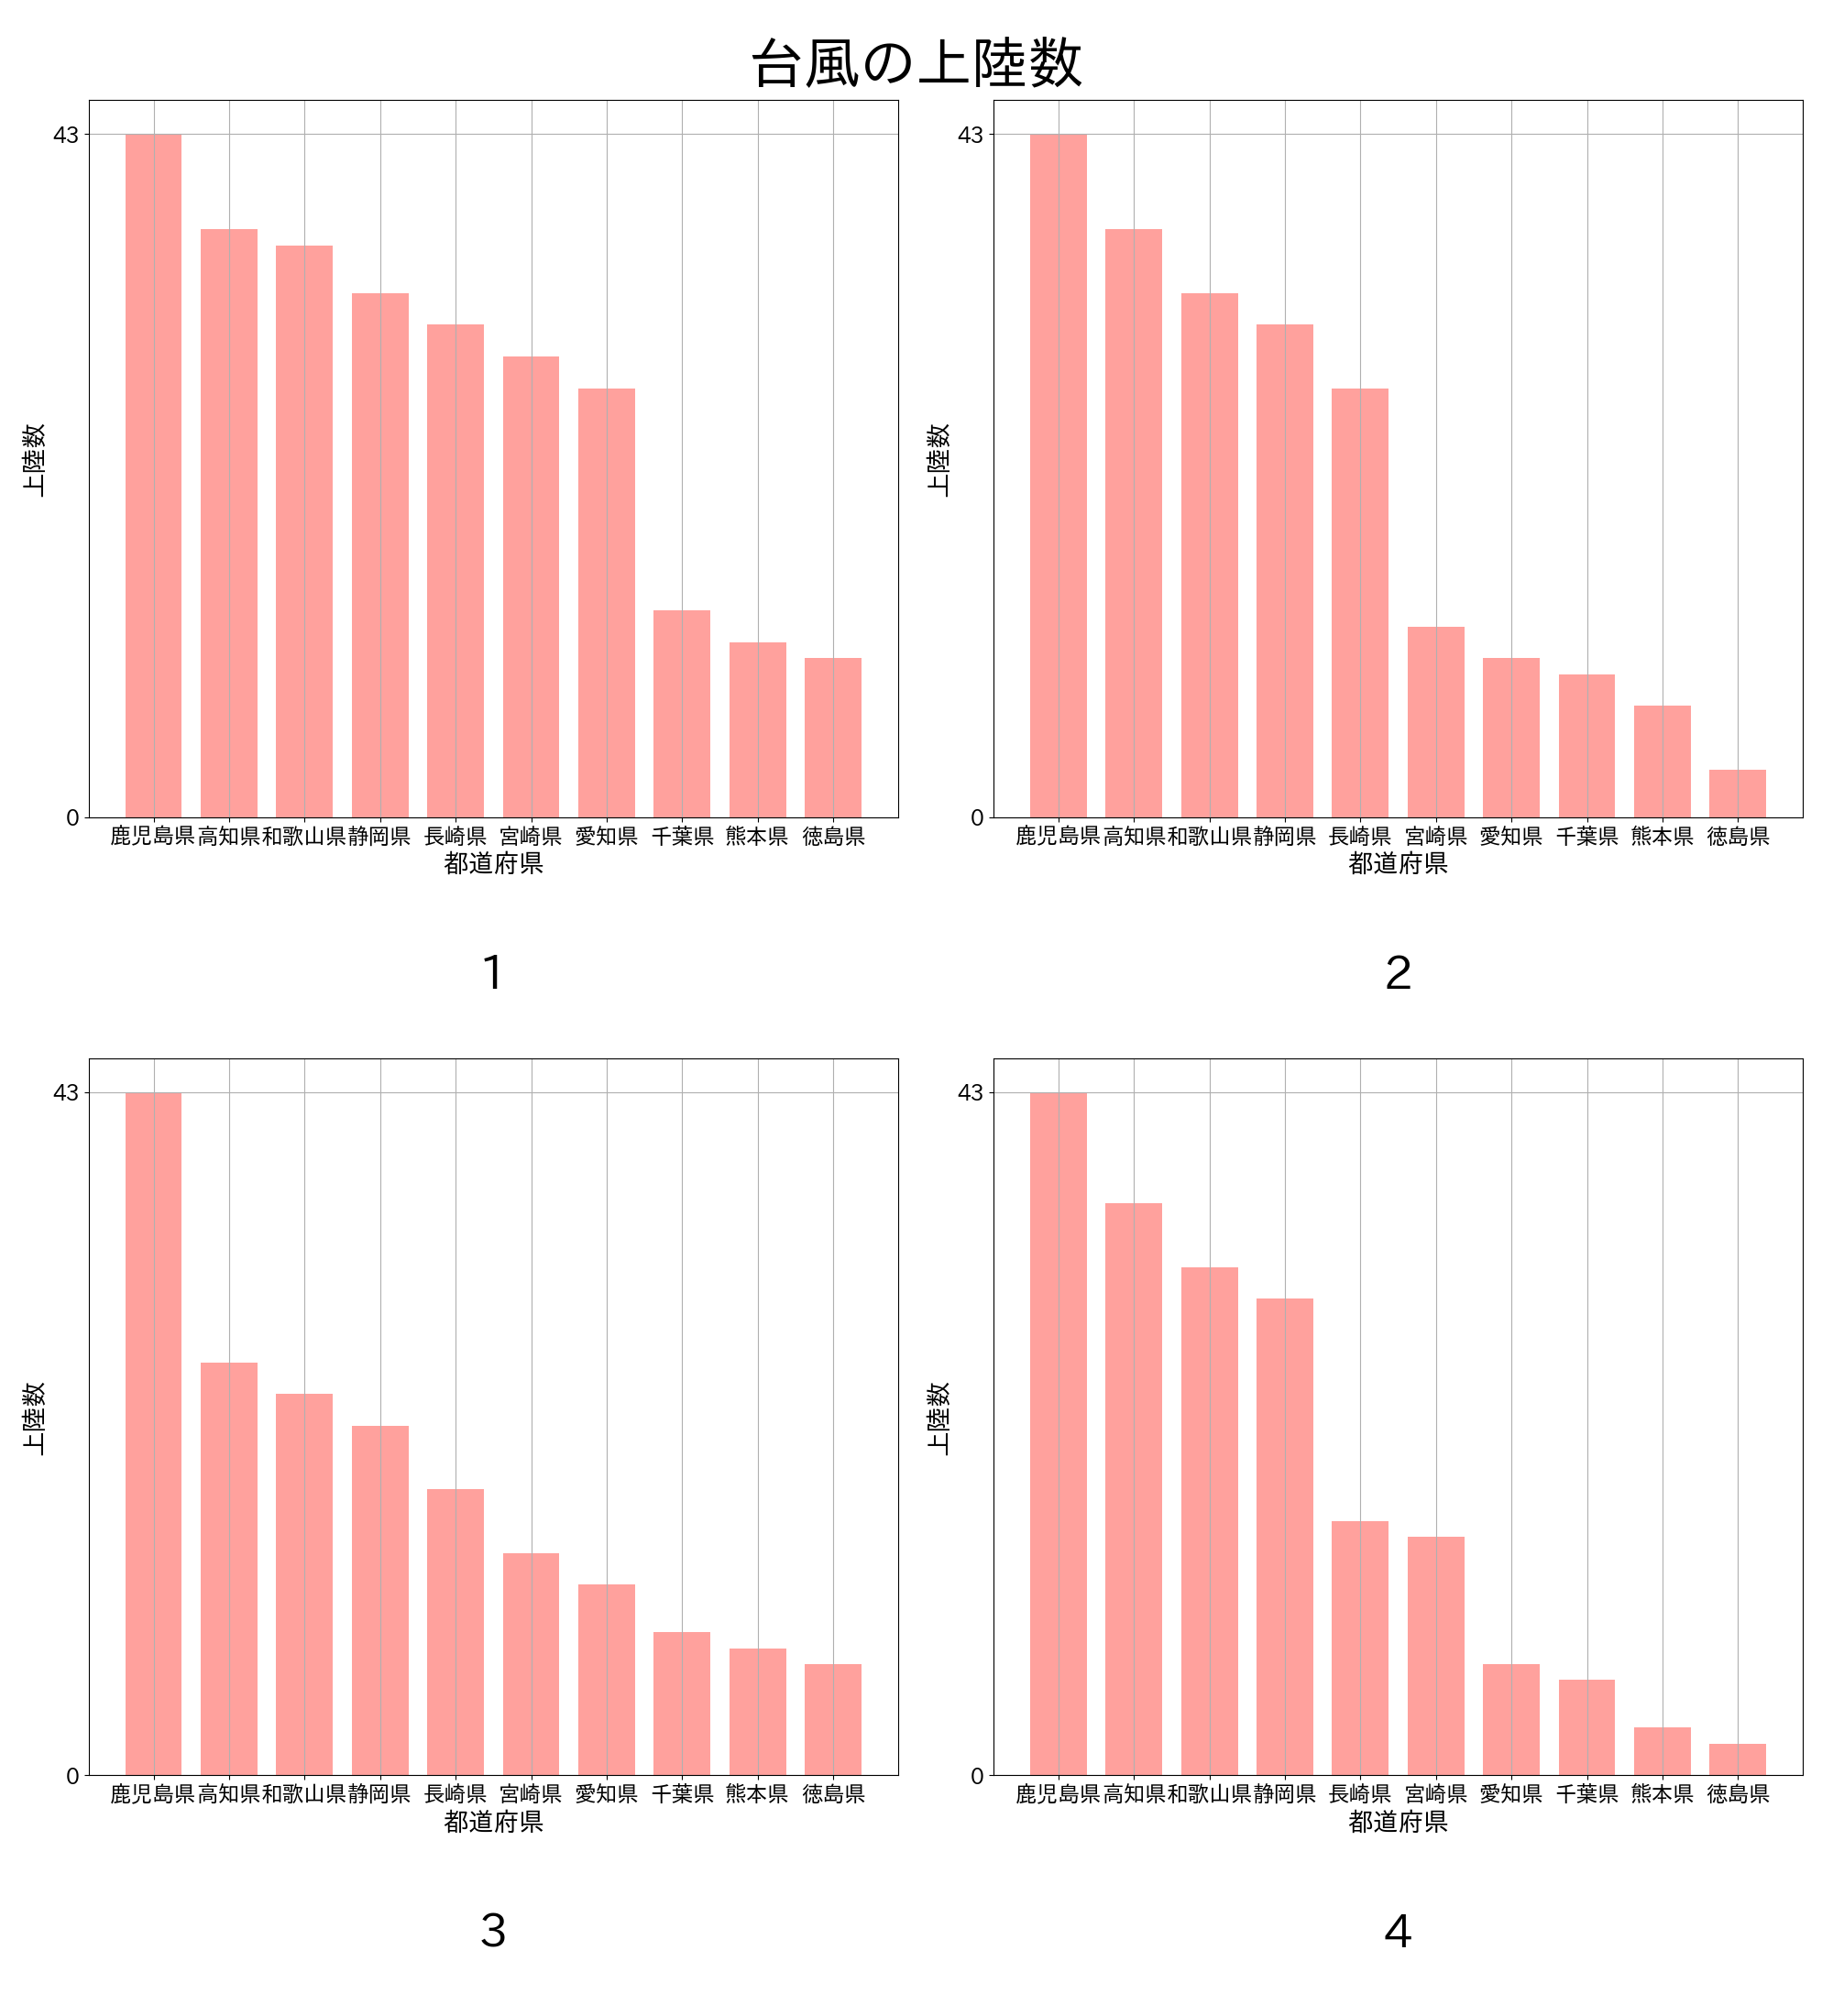 台風の上陸数
43
上陸数
0
鹿児島県 高知県 和歌山県 静岡県 長崎県 宮崎県 愛知県 千葉県 熊本県 徳島県
都道府県
1
43
上陸数
0
鹿児島県 高知県 和歌山県 静岡県 長崎県 宮崎県 愛知県 千葉県 熊本県 徳島県
都道府県
2
43
上陸数
0
鹿児島県 高知県 和歌山県 静岡県 長崎県 宮崎県 愛知県 千葉県 熊本県 徳島県
都道府県
3
43
上陸数
0
鹿児島県 高知県 和歌山県 静岡県 長崎県 宮崎県 愛知県 千葉県 熊本県 徳島県
都道府県
4